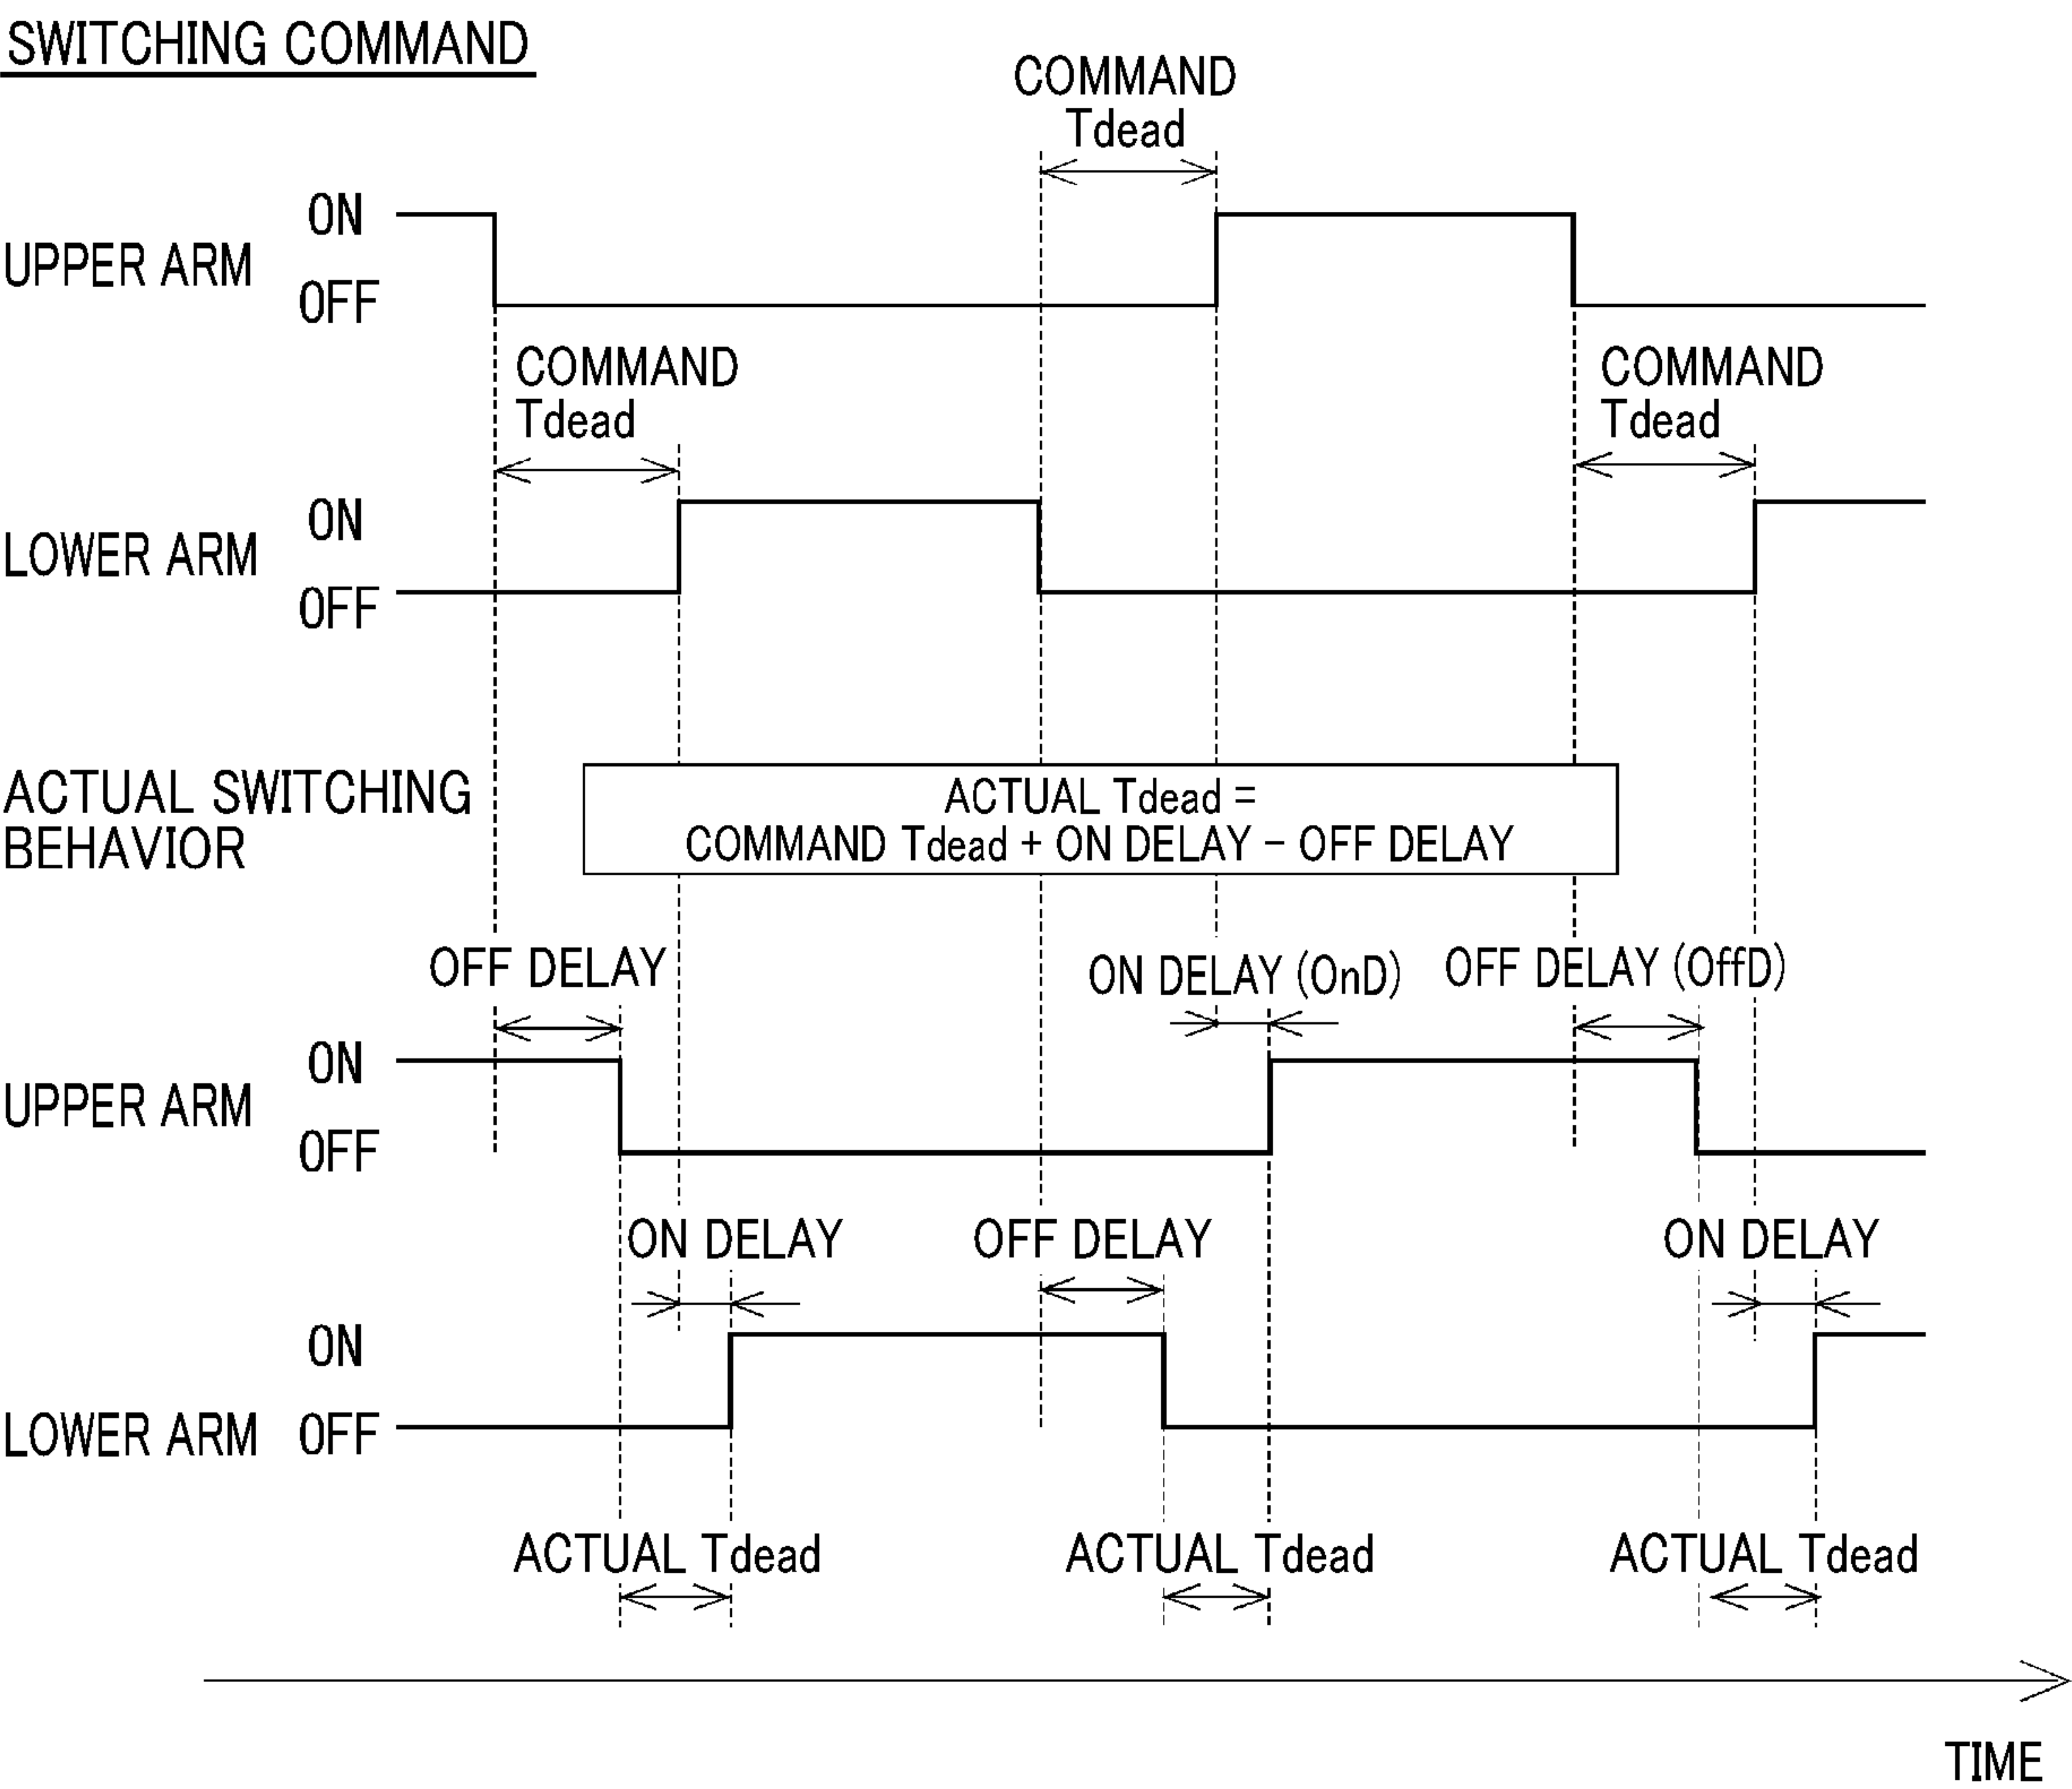 SWITCHING COMMAND
COMMAND
Tdead
ON
UPPER ARM
OFF
COMMAND
Tdead
COMMAND
Tdead
ON
LOWER ARM
OFF
ACTUAL SWITCHING
BEHAVIOR
ACTUAL Tdead =
COMMAND Tdead + ON DELAY - OFF DELAY
OFF DELAY
ON DELAY (OnD)
OFF DELAY (OffD)
ON
UPPER ARM
OFF
ON DELAY
OFF DELAY
ON DELAY
ON
LOWER ARM
OFF
ACTUAL Tdead
ACTUAL Tdead
ACTUAL Tdead
TIME